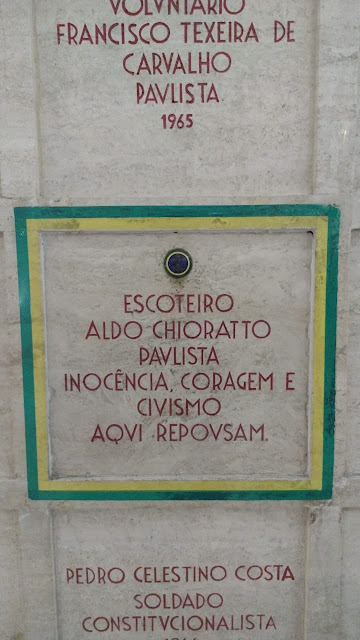 VOLVNTÁRIO
FRANCISCO TEXEIRA DE
CARVALHO
PAVLISTA
1965
ESCOTEIRO
ALDO CHIORATTO
PAVLISTA
INOCÊNCIA, CORAGEM E
CIVISMO
AQVI REPOVSAM.
PEDRO CELESTINO COSTA
SOLDADO
CONSTITVCIONALISTA